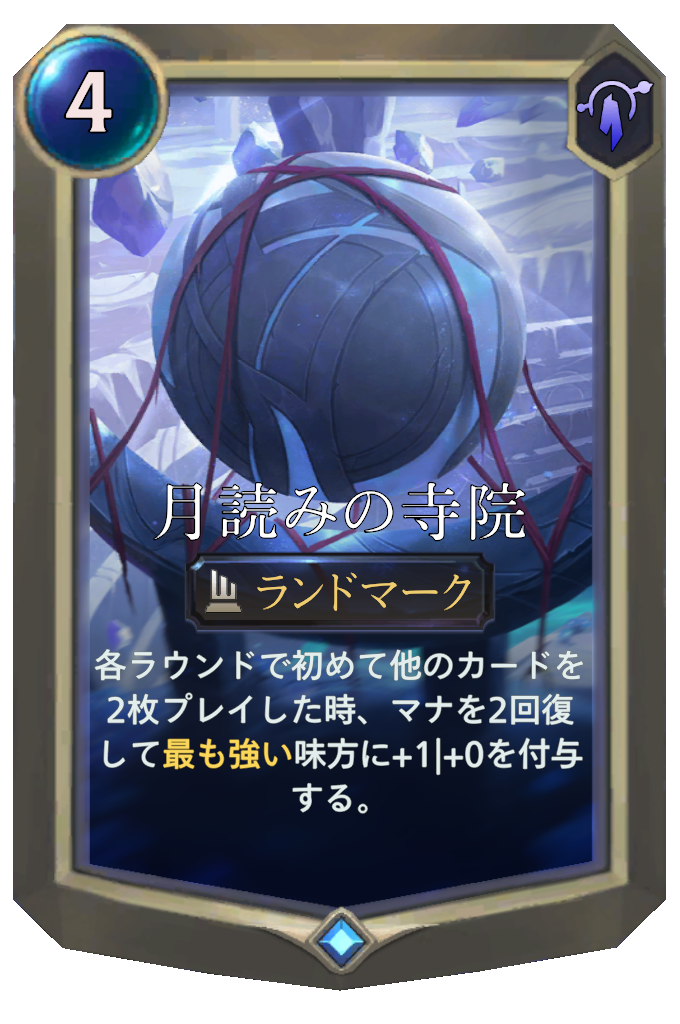 4
月読みの寺院
ランドマーク
各ラウンドで初めて他のカードを
2枚プレイした時、マナを2回復
して最も強い味方に+1|+0を付与
する。